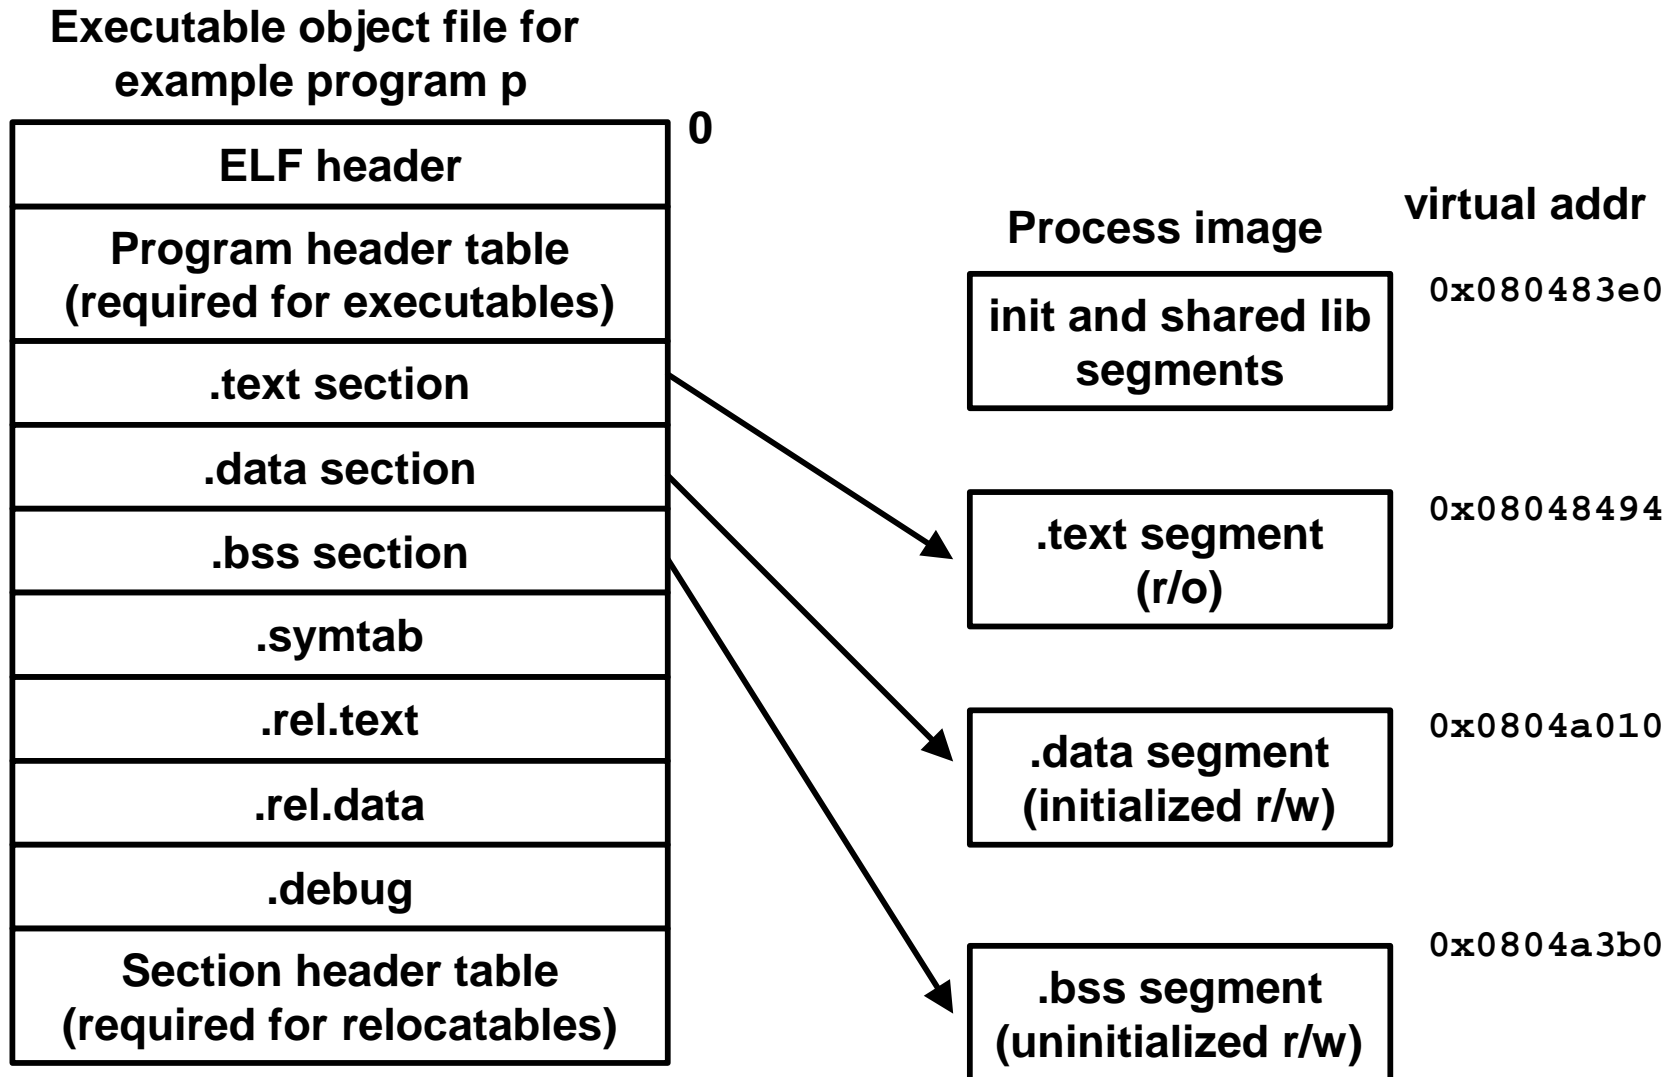 Executable object file for
example program p
0
ELF header
Program header table
(required for executables)
.text section
.data section
.bss section
.symtab
.rel.text
.rel.data
.debug
Section header table
(required for relocatables)
Process image
virtual addr
init and shared lib
segments
0x080483e0
.text segment
(r/o)
0x08048494
.data segment
(initialized r/w)
0x0804a010
.bss segment
(uninitialized r/w)
0x0804a3b0